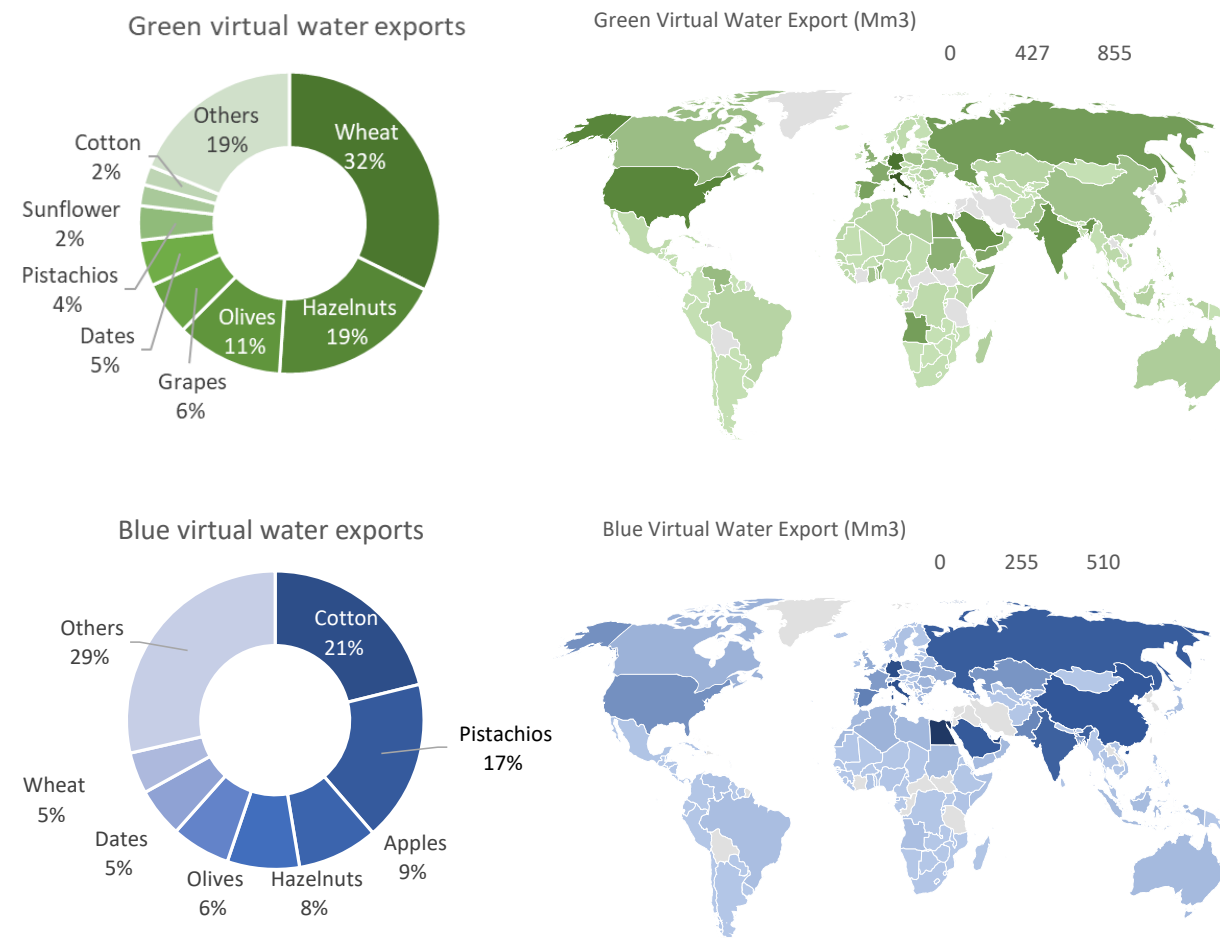 Green virtual water exports
Green Virtual Water Export (Mm3)
0 427 855
Others
19%
Wheat
32%
Cotton
2%
Sunflower
2%
Pistachios
4%
Dates
5%
Grapes
6%
Olives
11%
Hazelnuts
19%
Blue virtual water exports
Blue Virtual Water Export (Mm3)
0 255 510
Cotton
21%
Others
29%
Pistachios
17%
Wheat
5%
Dates
5%
Olives
6%
Hazelnuts
8%
Apples
9%